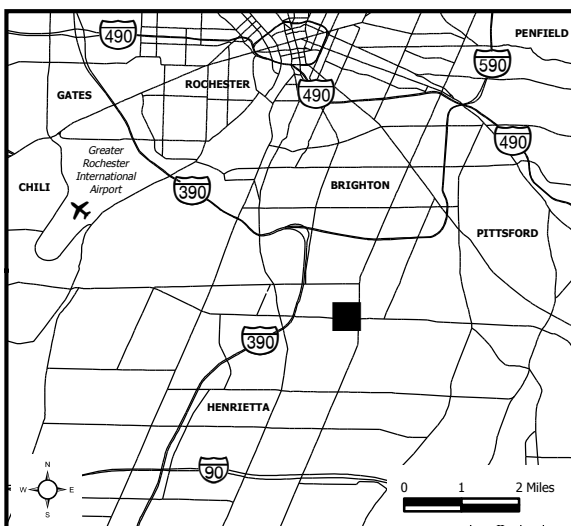 490
PENFIELD
590
ROCHESTER
490
GATES
490
Greater
Rochester
International
Airport
CHILI
390
BRIGHTON
PITTSFORD
390
HENRIETTA
90
N
W
E
S
0 1 2 Miles